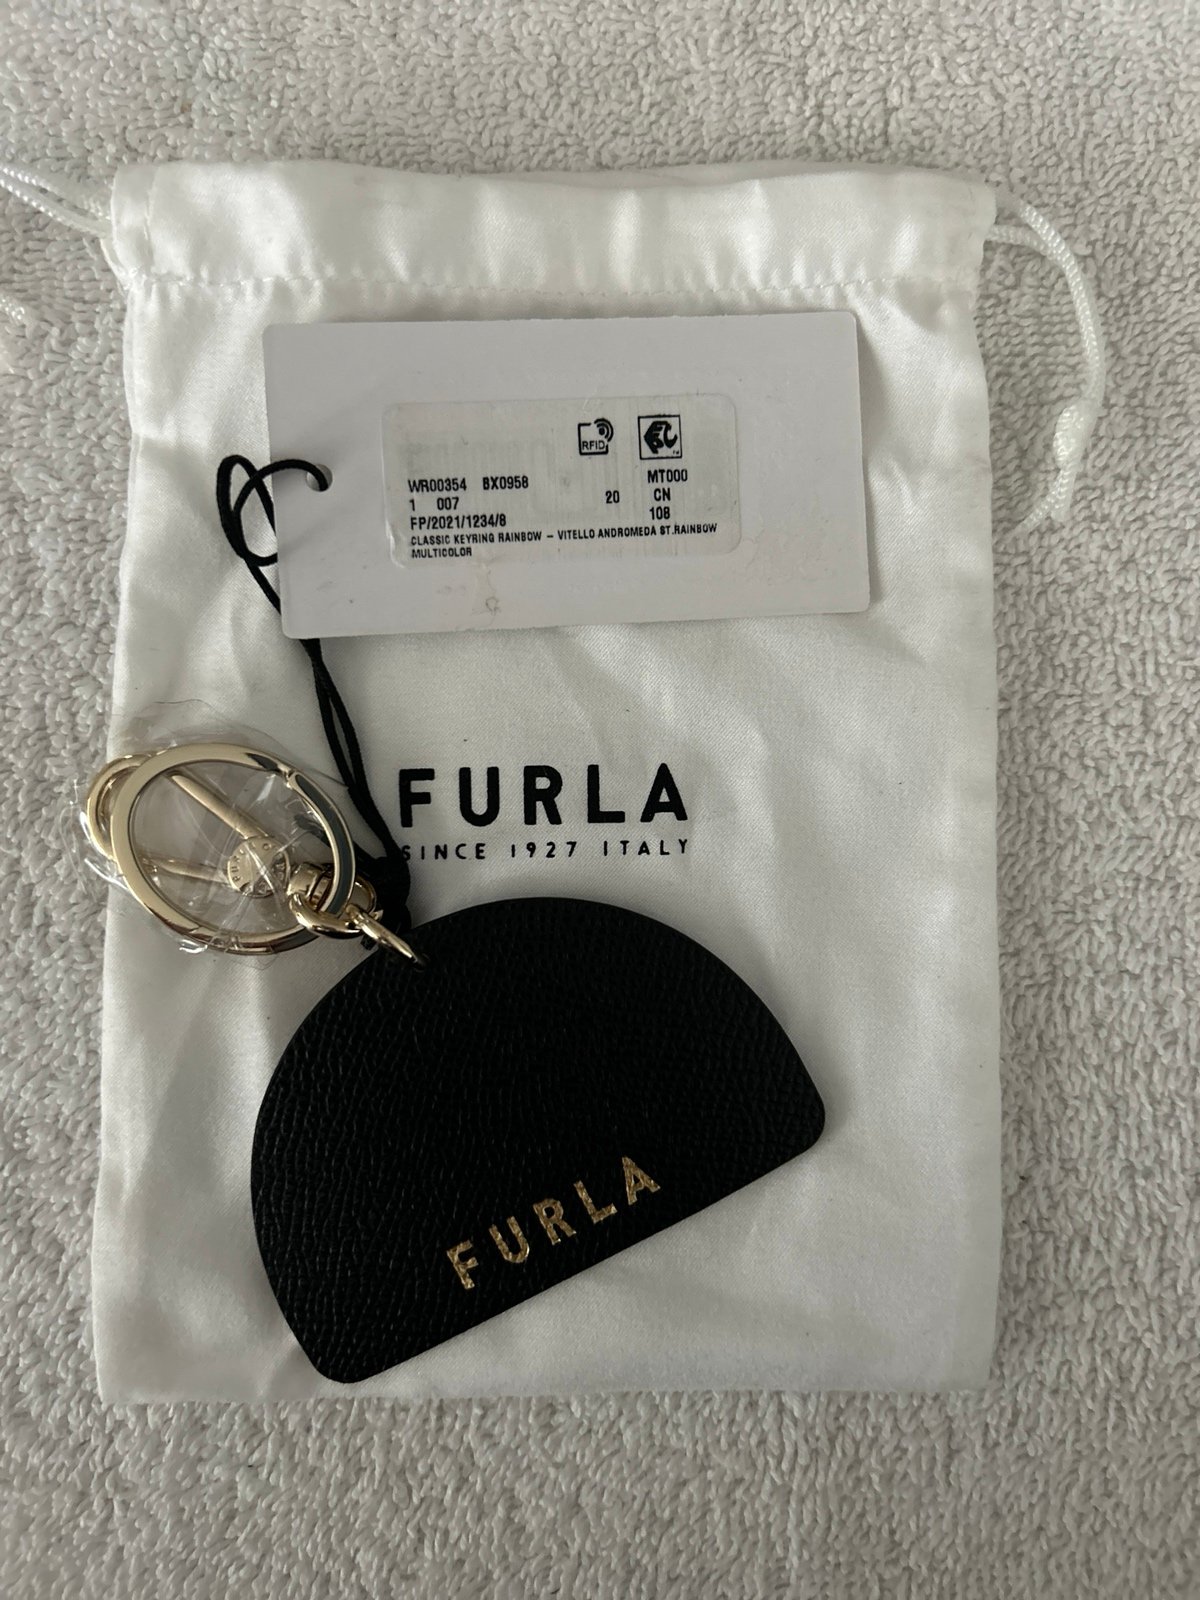 RFID
WR00354 BX0958 MT000
1 007 20 CN
FP/2021/1234/8 108
CLASSIC KEYRING RAINBOW – VITELLO ANDROMEDA ST.RAINBOW
MULTICOLOR
FURLA
SINCE 1927 ITALY
FURLA